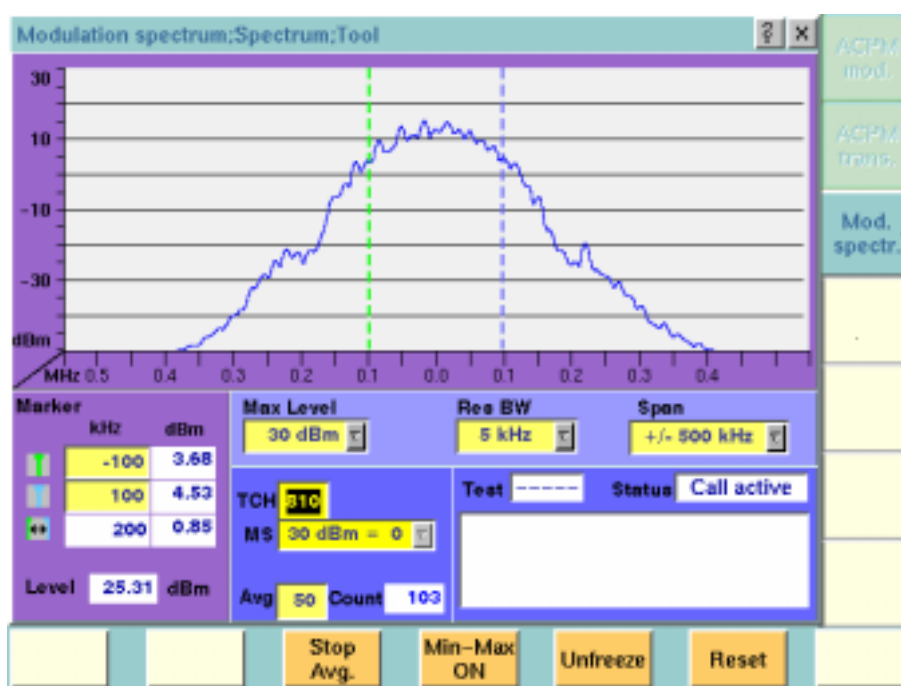 Modulation spectrum;Spectrum;Tool ? ×
ACPM mod.
ACPM trans.
Mod. spectr.
30
10
-10
-30
dBm
MHz 0.5 0.4 0.3 0.2 0.1 0.0 0.1 0.2 0.3 0.4
Marker
kHz dBm
-100 3.68
100 4.53
200 0.85
Level 25.31 dBm
Max Level
30 dBm
Res BW
5 kHz
Span
+/- 500 kHz
TCH 810
MS 30 dBm = 0
Avg 50 Count 103
Test ----- Status Call active
Stop Avg.
Min-Max ON
Unfreeze
Reset